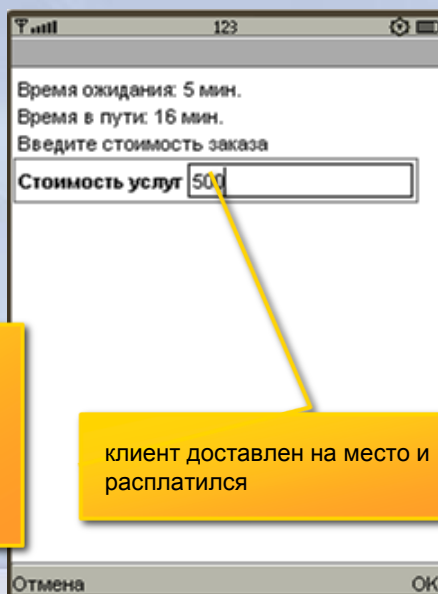 123
Время ожидания: 5 мин.
Время в пути: 16 мин.
Введите стоимость заказа
Стоимость услуг 500
клиент доставлен на место и
расплатился
Отмена OK